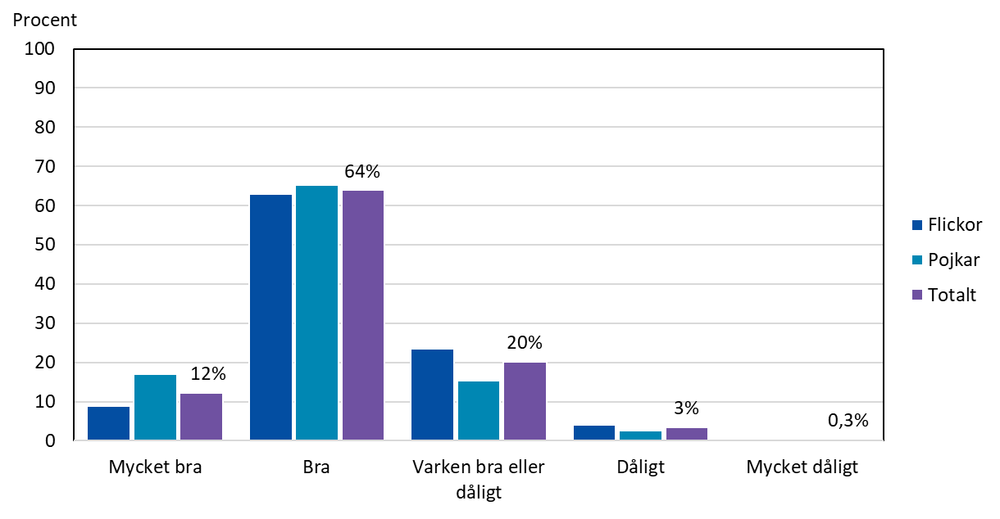 Procent
100
90
80
70
60
50
40
30
20
10
0
12%
64%
20%
3%
0,3%
Mycket bra
Bra
Varken bra eller
dåligt
Dåligt
Mycket dåligt
Flickor
Pojkar
Totalt